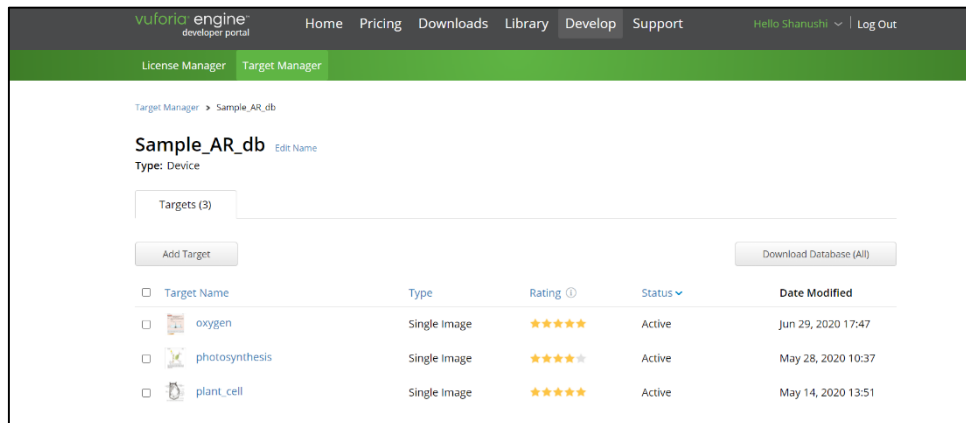 vuforia engine™
developer portal
Home Pricing Downloads Library Develop Support
Hello Shanushi | Log Out
License Manager Target Manager
Target Manager > Sample_AR_db
Sample_AR_db Edit Name
Type: Device
Targets (3)
Add Target Download Database (All)
Target Name Type Rating Status Date Modified
oxygen Single Image Active Jun 29, 2020 17:47
photosynthesis Single Image Active May 28, 2020 10:37
plant_cell Single Image Active May 14, 2020 13:51